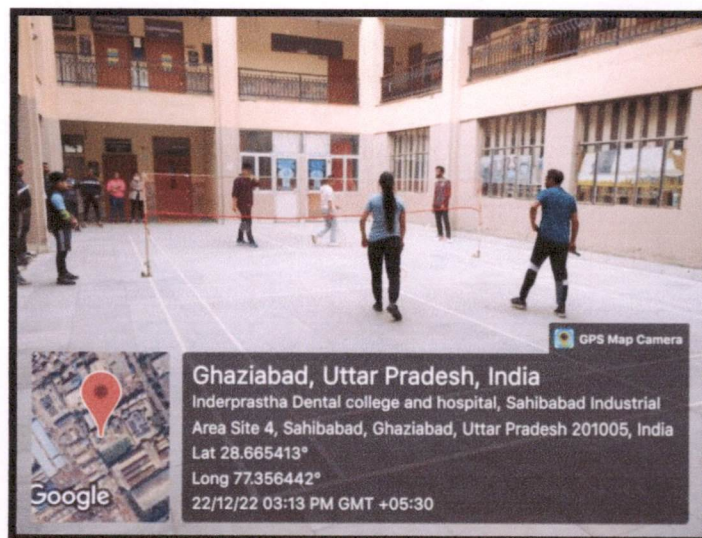 GPS Map Camera
Ghaziabad, Uttar Pradesh, India
Inderprastha Dental college and hospital, Sahibabad Industrial
Area Site 4, Sahibabad, Ghaziabad, Uttar Pradesh 201005, India
Lat 28.665413°
Long 77.356442°
22/12/22 03:13 PM GMT +05:30
Google